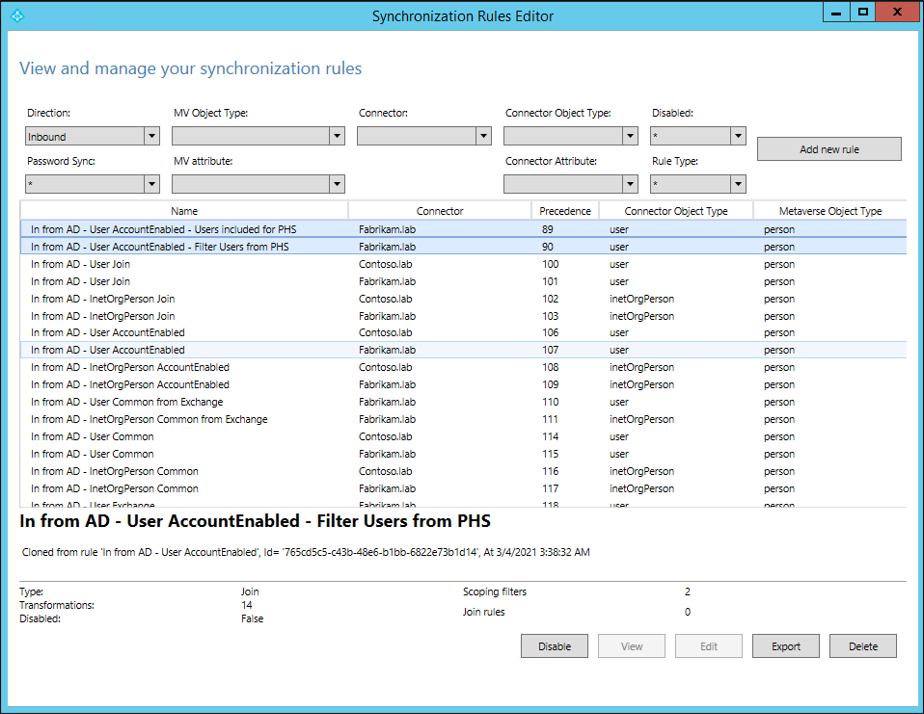 Synchronization Rules Editor
View and manage your synchronization rules
Direction: MV Object Type: Connector: Connector Object Type: Disabled:
Inbound *
Add new rule
Password Sync: MV attribute: Connector Attribute: Rule Type:
* *
Name Connector Precedence Connector Object Type Metaverse Object Type
In from AD - User AccountEnabled - Users included for PHS Fabrikam.lab 89 user person
In from AD - User AccountEnabled - Filter Users from PHS Fabrikam.lab 90 user person
In from AD - User Join Contoso.lab 100 user person
In from AD - User Join Fabrikam.lab 101 user person
In from AD - InetOrgPerson Join Contoso.lab 102 inetOrgPerson person
In from AD - InetOrgPerson Join Fabrikam.lab 103 inetOrgPerson person
In from AD - User AccountEnabled Contoso.lab 106 user person
In from AD - User AccountEnabled Fabrikam.lab 107 user person
In from AD - InetOrgPerson AccountEnabled Contoso.lab 108 inetOrgPerson person
In from AD - InetOrgPerson AccountEnabled Fabrikam.lab 109 inetOrgPerson person
In from AD - User Common from Exchange Fabrikam.lab 110 user person
In from AD - InetOrgPerson Common from Exchange Fabrikam.lab 111 inetOrgPerson person
In from AD - User Common Contoso.lab 114 user person
In from AD - User Common Fabrikam.lab 115 user person
In from AD - InetOrgPerson Common Contoso.lab 116 inetOrgPerson person
In from AD - InetOrgPerson Common Fabrikam.lab 117 inetOrgPerson person
In from AD - User Exchange Fabrikam.lab 118 user person
In from AD - User AccountEnabled - Filter Users from PHS
Cloned from rule 'In from AD - User AccountEnabled', Id= '765cd5c5-c43b-48e6-b1bb-6822e73b1d14', At 3/4/2021 3:38:32 AM
Type: Join Scoping filters 2
Transformations: 14 Join rules 0
Disabled: False
Disable View Edit Export Delete